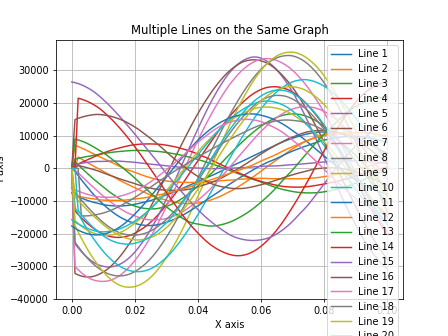 Multiple Lines on the Same Graph
30000
20000
10000
0
-10000
-20000
-30000
-40000
0.00
0.02
0.04
0.06
0.08
X axis
Line 1
Line 2
Line 3
Line 4
Line 5
Line 7
Line 8
Line 9
Line 10
Line 11
Line 12
Line 13
Line 14
Line 15
Line 16
Line 17
Line 18
Line 19
Line 20